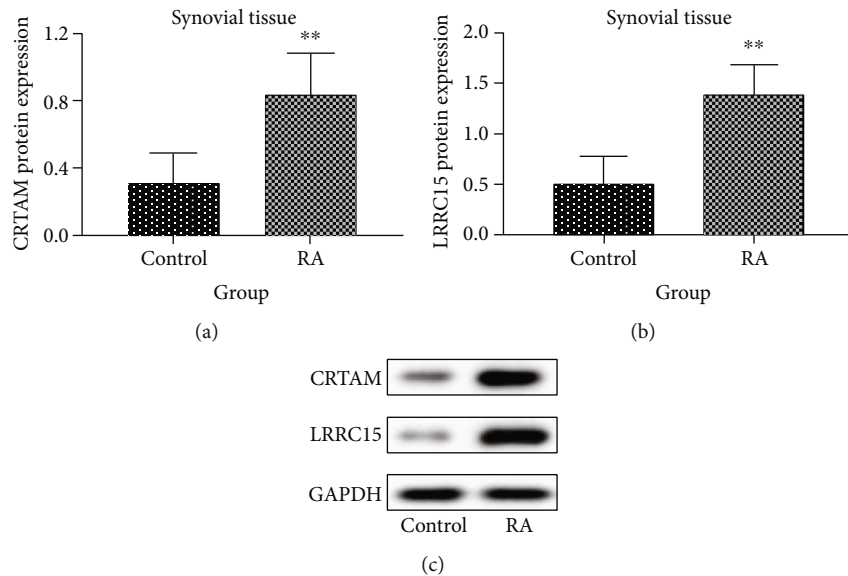 Synovial tissue
**
CRTAM protein expression
1.2
0.8
0.4
0.0
Control RA
Group
(a)
Synovial tissue
**
LRRC15 protein expression
2.0
1.5
1.0
0.5
0.0
Control RA
Group
(b)
CRTAM
LRRC15
GAPDH
Control RA
(c)